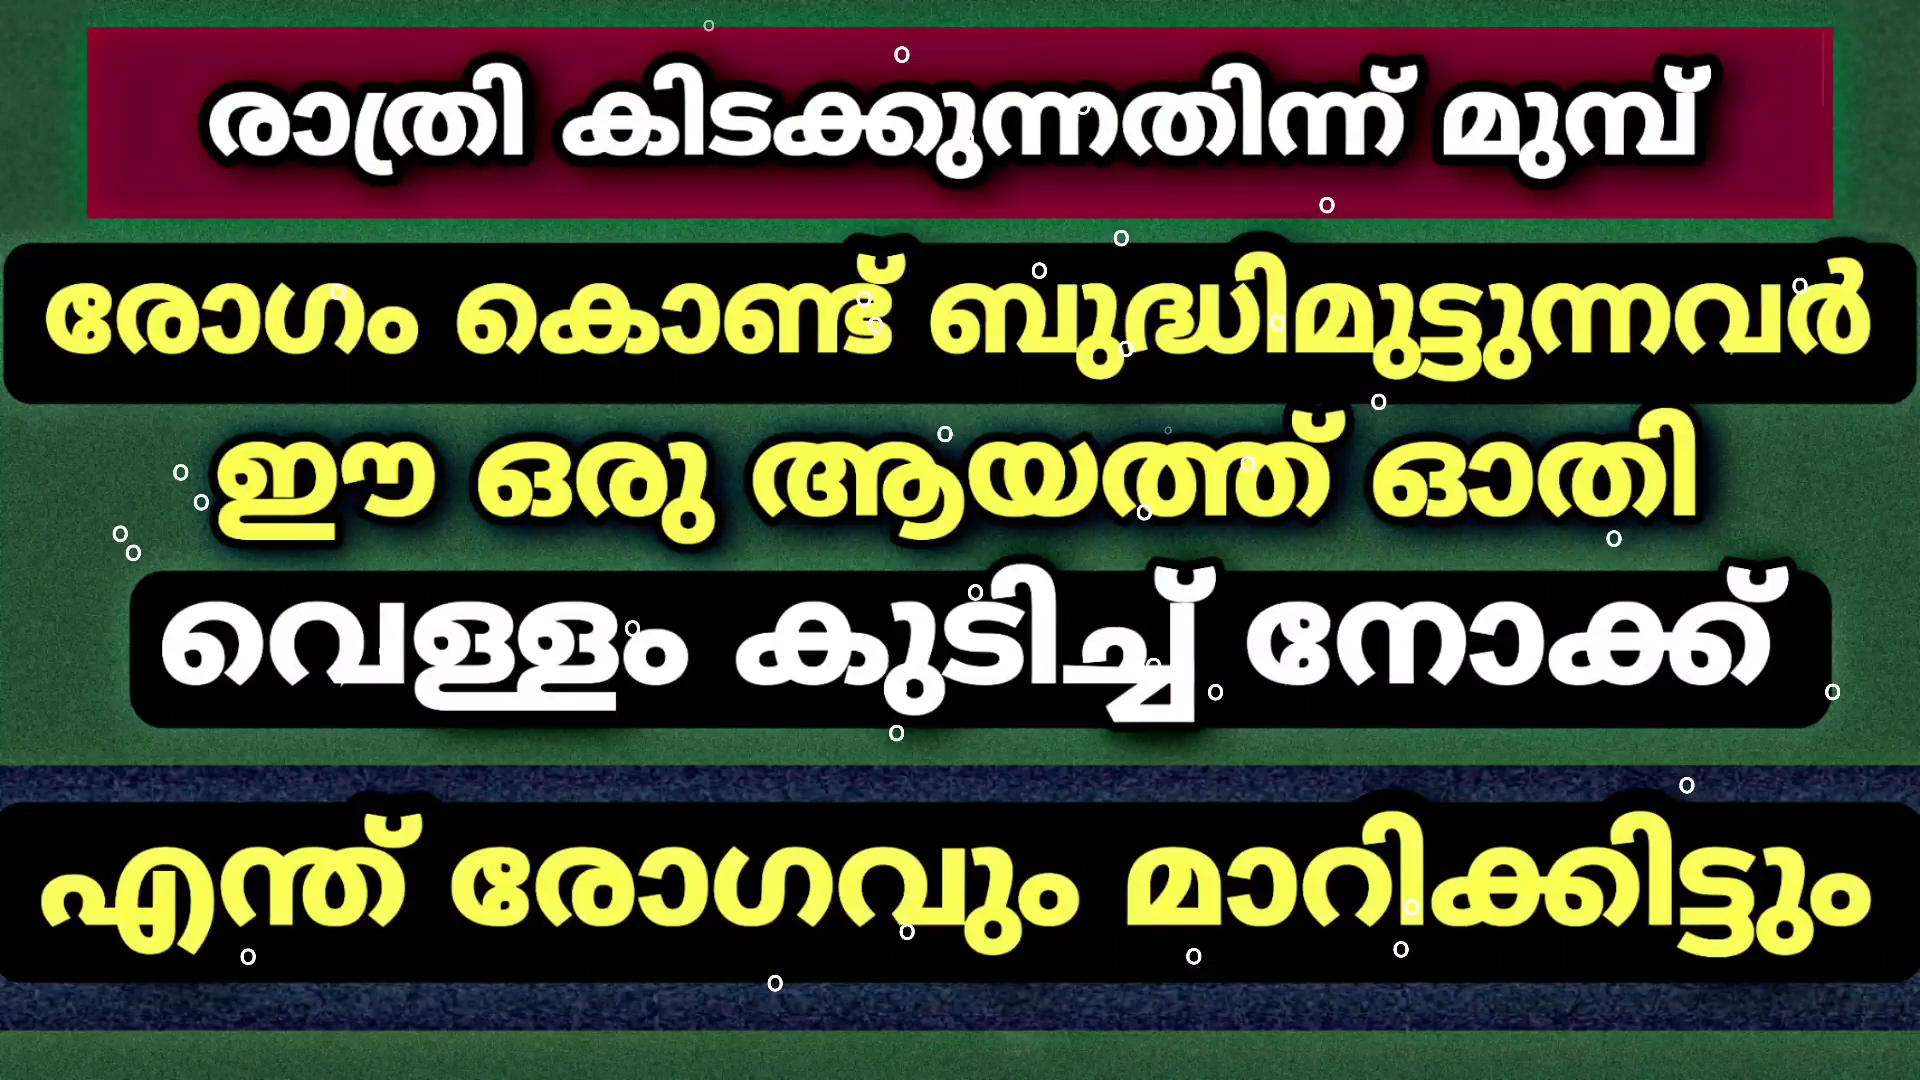 രാത്രി കിടക്കുന്നതിന്ന് മുമ്പ്
രോഗം കൊണ്ട് ബുദ്ധിമുട്ടുന്നവർ
ഈ ഒരു ആയത്ത് ഓതി
വെള്ളം കുടിച്ച് നോക്ക്
എന്ത് രോഗവും മാറിക്കിട്ടും